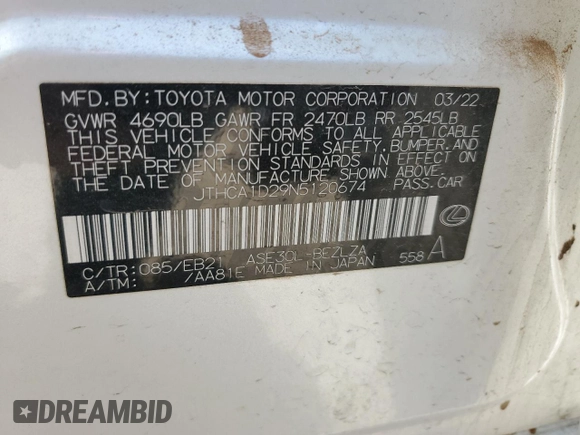 MFD. BY: TOYOTA MOTOR CORPORATION 03/22
GVWR 4690LB GAWR FR 2470LB RR 2545LB
THIS VEHICLE CONFORMS TO ALL APPLICABLE
FEDERAL MOTOR VEHICLE SAFETY, BUMPER, AND
THEFT PREVENTION STANDARDS IN EFFECT ON
THE DATE OF MANUFACTURE SHOWN ABOVE.
JTHCA1D29N5120674 PASS. CAR
C/TR: 085/EB21 ASE30L-BEZLZA 558 A
A/TM: /AA81E MADE IN JAPAN
DREAMBID